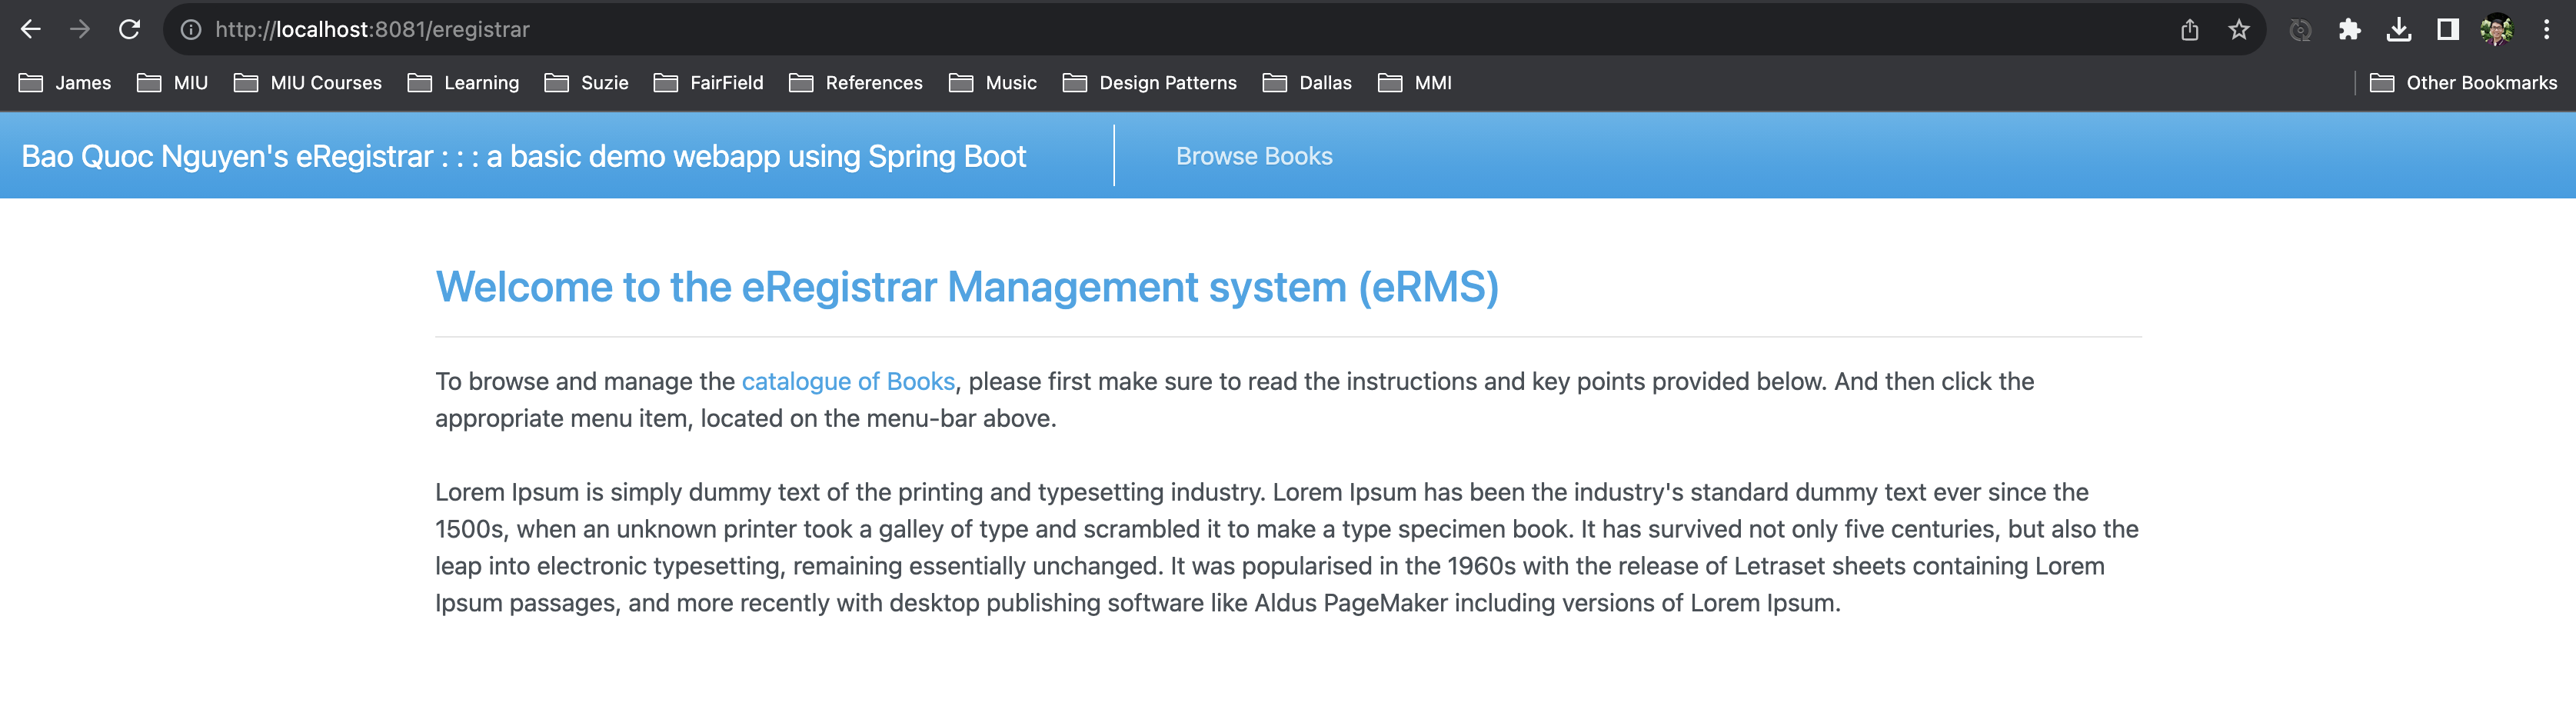 http://localhost:8081/eregistrar
James MIU MIU Courses Learning Suzie FairField References Music Design Patterns Dallas MMI Other Bookmarks
Bao Quoc Nguyen's eRegistrar : : : a basic demo webapp using Spring Boot Browse Books
Welcome to the eRegistrar Management system (eRMS)
To browse and manage the catalogue of Books, please first make sure to read the instructions and key points provided below. And then click the
appropriate menu item, located on the menu-bar above.
Lorem Ipsum is simply dummy text of the printing and typesetting industry. Lorem Ipsum has been the industry's standard dummy text ever since the
1500s, when an unknown printer took a galley of type and scrambled it to make a type specimen book. It has survived not only five centuries, but also the
leap into electronic typesetting, remaining essentially unchanged. It was popularised in the 1960s with the release of Letraset sheets containing Lorem
Ipsum passages, and more recently with desktop publishing software like Aldus PageMaker including versions of Lorem Ipsum.